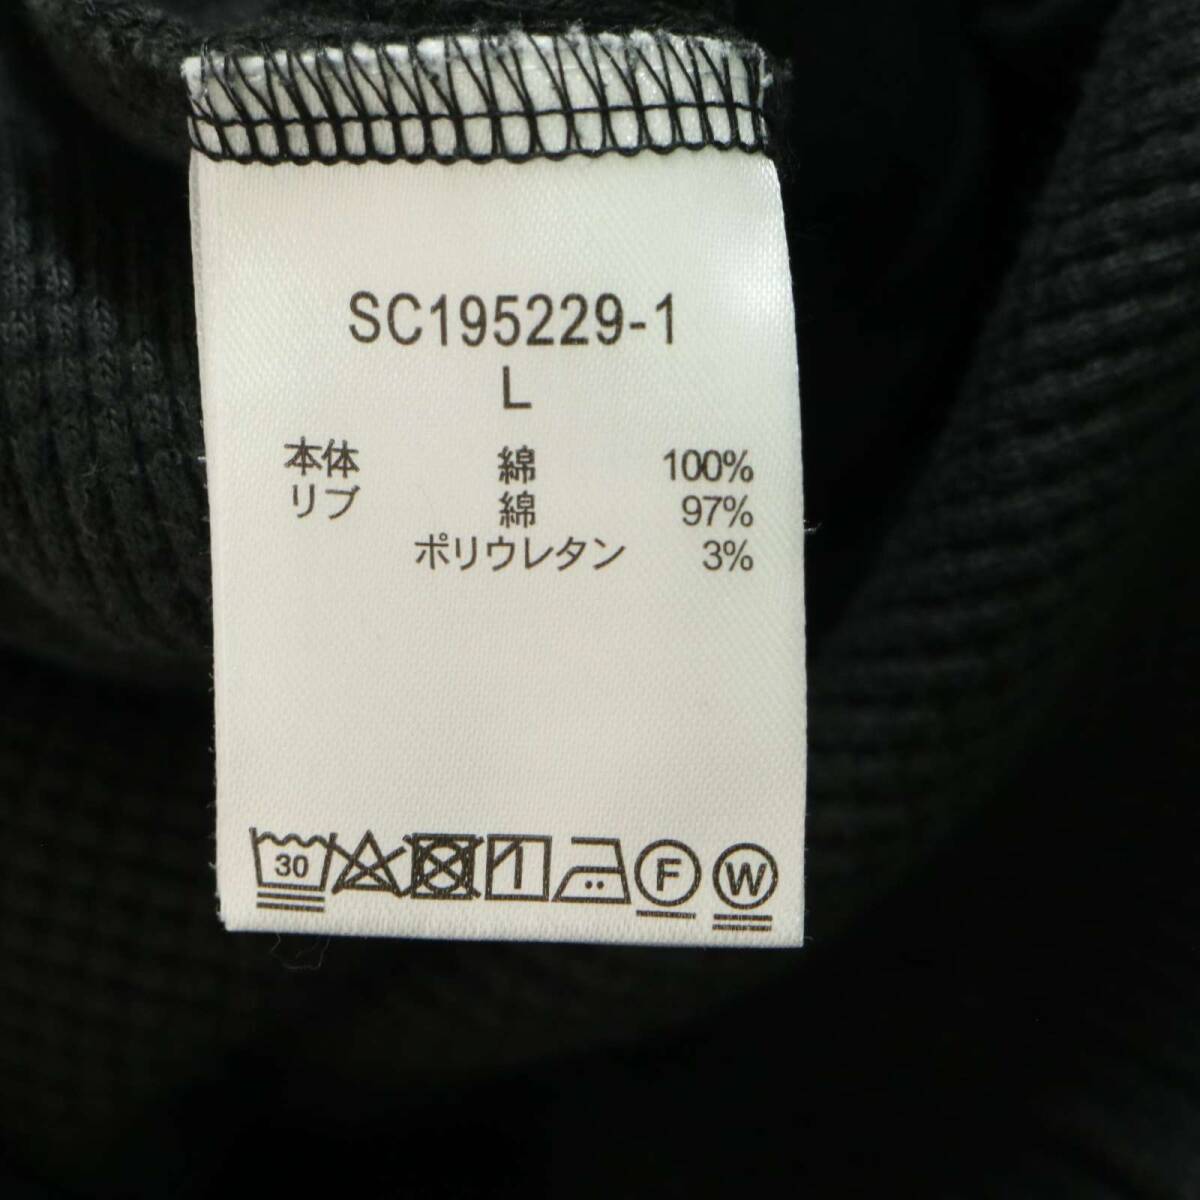 SC195229-1
L
本体 綿 100%
リブ 綿 97%
ポリウレタン 3%
30 F W